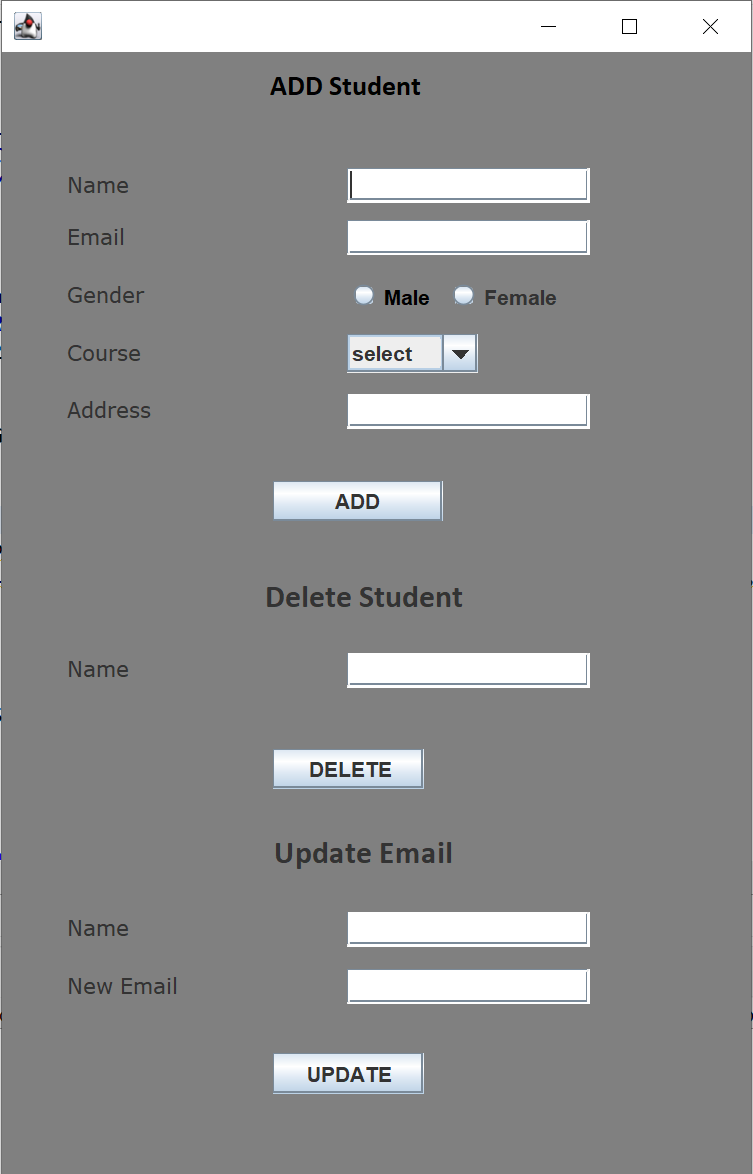 ADD Student
Name
Email
Gender Male Female
Course select
Address
ADD
Delete Student
Name
DELETE
Update Email
Name
New Email
UPDATE